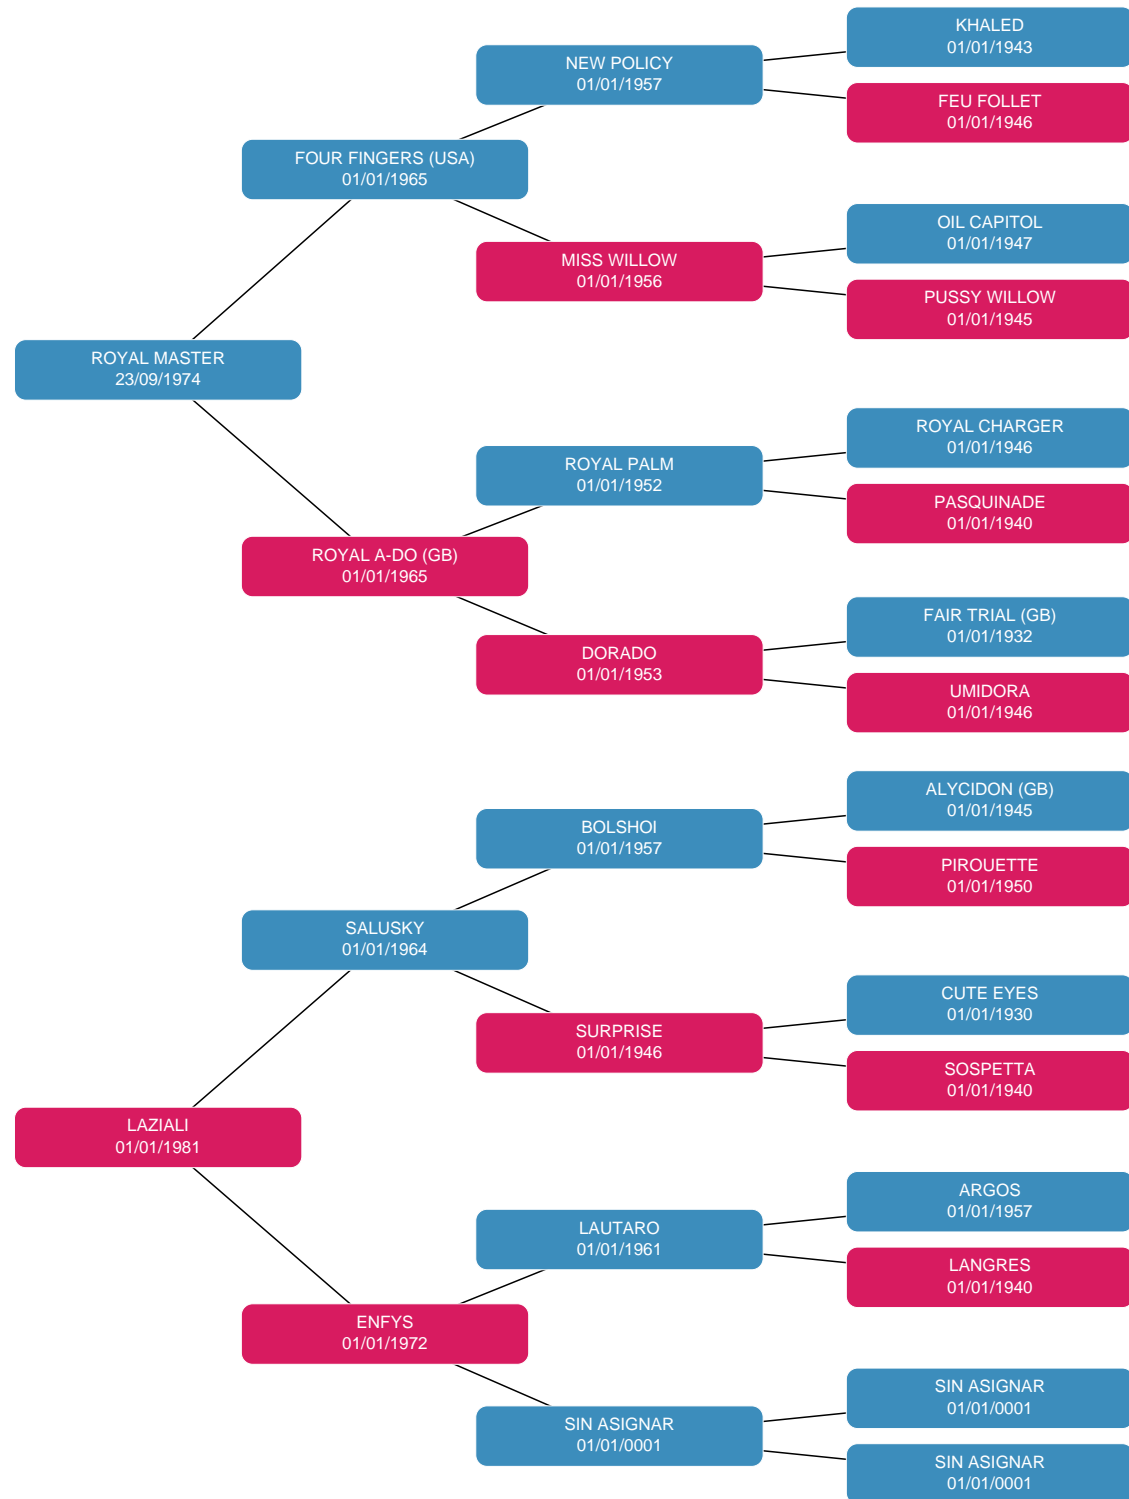 KHALED
01/01/1943
NEW POLICY
01/01/1957
FEU FOLLET
01/01/1946
FOUR FINGERS (USA)
01/01/1965
OIL CAPITOL
01/01/1947
MISS WILLOW
01/01/1956
PUSSY WILLOW
01/01/1945
ROYAL MASTER
23/09/1974
ROYAL CHARGER
01/01/1946
ROYAL PALM
01/01/1952
PASQUINADE
01/01/1940
ROYAL A-DO (GB)
01/01/1965
FAIR TRIAL (GB)
01/01/1932
DORADO
01/01/1953
UMIDORA
01/01/1946
ALYCIDON (GB)
01/01/1945
BOLSHOI
01/01/1957
PIROUETTE
01/01/1950
SALUSKY
01/01/1964
CUTE EYES
01/01/1930
SURPRISE
01/01/1946
SOSPETTA
01/01/1940
LAZIALI
01/01/1981
ARGOS
01/01/1957
LAUTARO
01/01/1961
LANGRES
01/01/1940
ENFYS
01/01/1972
SIN ASIGNAR
01/01/0001
SIN ASIGNAR
01/01/0001
SIN ASIGNAR
01/01/0001